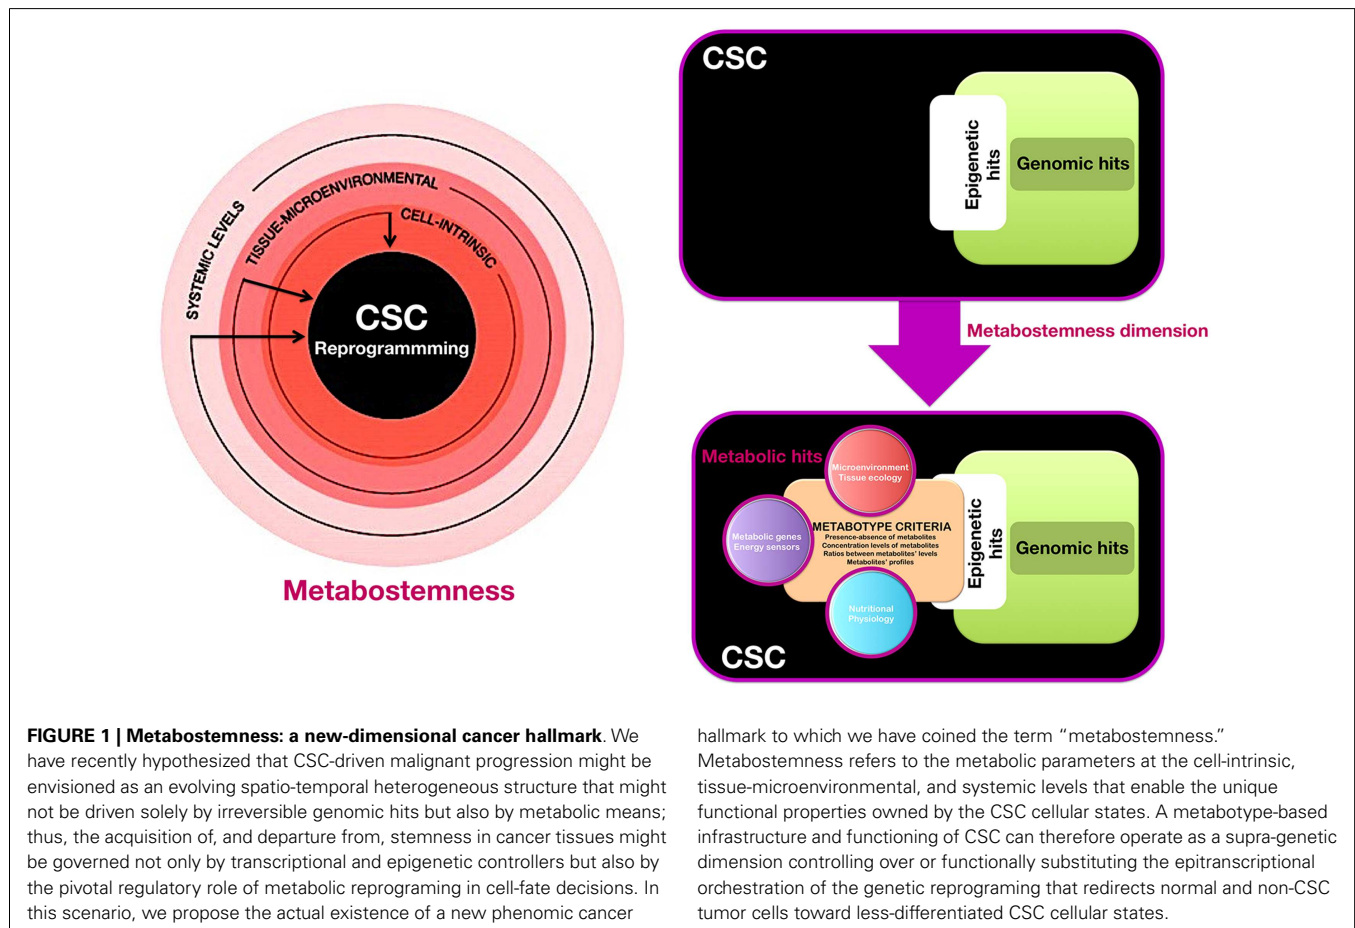 CSC
Epigenetic
hits
Genomic hits
SYSTEMIC LEVELS
TISSUE-MICROENVIRONMENTAL
CELL-INTRINSIC
CSC
Reprogrammming
Metabostemness
Metabostemness dimension
Metabolic hits
Microenvironment
Tissue ecology
Metabolic genes
Energy sensors
METABOTYPE CRITERIA
Presence-absence of metabolites
Concentration levels of metabolites
Ratios between metabolites' levels
Metabolites' profiles
Nutritional
Physiology
Epigenetic
hits
Genomic hits
CSC
FIGURE 1 | Metabostemness: a new-dimensional cancer hallmark. We
have recently hypothesized that CSC-driven malignant progression might be
envisioned as an evolving spatio-temporal heterogeneous structure that might
not be driven solely by irreversible genomic hits but also by metabolic means;
thus, the acquisition of, and departure from, stemness in cancer tissues might
be governed not only by transcriptional and epigenetic controllers but also by
the pivotal regulatory role of metabolic reprograming in cell-fate decisions. In
this scenario, we propose the actual existence of a new phenomic cancer
hallmark to which we have coined the term “metabostemness.”
Metabostemness refers to the metabolic parameters at the cell-intrinsic,
tissue-microenvironmental, and systemic levels that enable the unique
functional properties owned by the CSC cellular states. A metabotype-based
infrastructure and functioning of CSC can therefore operate as a supra-genetic
dimension controlling over or functionally substituting the epitranscriptional
orchestration of the genetic reprograming that redirects normal and non-CSC
tumor cells toward less-differentiated CSC cellular states.